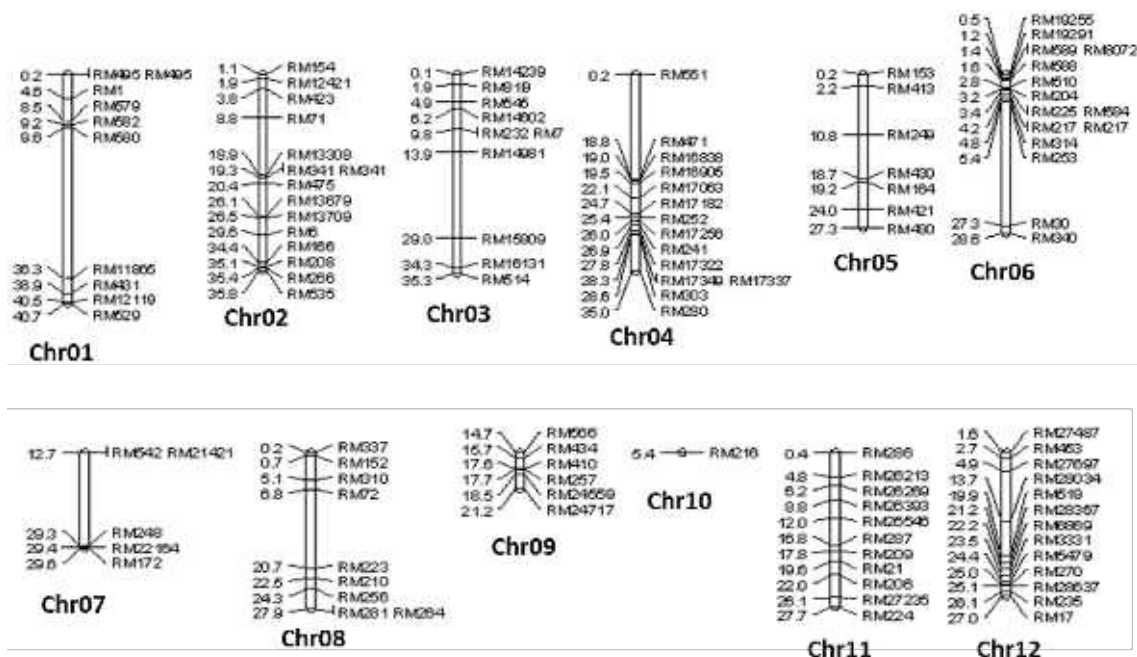 0.2 RM495 RM495
4.6 RM1
8.5 RM579
9.2 RM582
9.6 RM580
36.3 RM11865
38.9 RM431
40.5 RM12119
40.7 RM529
Chr01
1.1 RM154
1.9 RM12421
3.8 RM423
8.8 RM71
18.9 RM13309
19.3 RM341 RM341
20.4 RM475
26.1 RM13679
26.5 RM13709
29.6 RM6
34.4 RM166
35.1 RM208
35.4 RM266
35.8 RM535
Chr02
0.1 RM14239
1.9 RM818
4.9 RM546
6.2 RM14602
9.8 RM232 RM7
13.9 RM14981
29.0 RM15809
34.3 RM16131
35.3 RM514
Chr03
0.2 RM551
18.8 RM471
19.0 RM16838
19.5 RM16905
22.1 RM17063
24.7 RM17182
25.4 RM252
26.0 RM17256
26.9 RM241
27.8 RM17322
28.3 RM17349 RM17337
28.6 RM303
35.0 RM280
Chr04
0.2 RM153
2.2 RM413
10.8 RM249
18.7 RM430
19.2 RM164
24.0 RM421
27.3 RM480
Chr05
0.5 RM19255
1.2 RM19291
1.4 RM589 RM8072
1.6 RM588
2.8 RM510
3.2 RM204
3.4 RM225 RM584
4.2 RM217 RM217
4.8 RM314
6.4 RM253
27.3 RM30
28.6 RM340
Chr06
12.7 RM542 RM21421
29.3 RM248
29.4 RM22164
29.6 RM172
Chr07
0.2 RM337
0.7 RM152
5.1 RM310
6.8 RM72
20.7 RM223
22.5 RM210
24.3 RM256
27.9 RM281 RM264
Chr08
14.7 RM566
15.7 RM434
17.6 RM410
17.7 RM257
18.5 RM24659
21.2 RM24717
Chr09
5.4 RM216
Chr10
0.4 RM286
4.8 RM26213
6.2 RM26269
8.8 RM26393
12.0 RM26546
16.8 RM287
17.8 RM209
19.6 RM21
22.0 RM206
26.1 RM27235
27.7 RM224
Chr11
1.6 RM27487
2.7 RM463
4.9 RM27697
13.7 RM28034
19.9 RM519
21.2 RM28367
22.2 RM6869
23.5 RM3331
24.4 RM5479
25.0 RM270
25.1 RM28637
26.1 RM235
27.0 RM17
Chr12